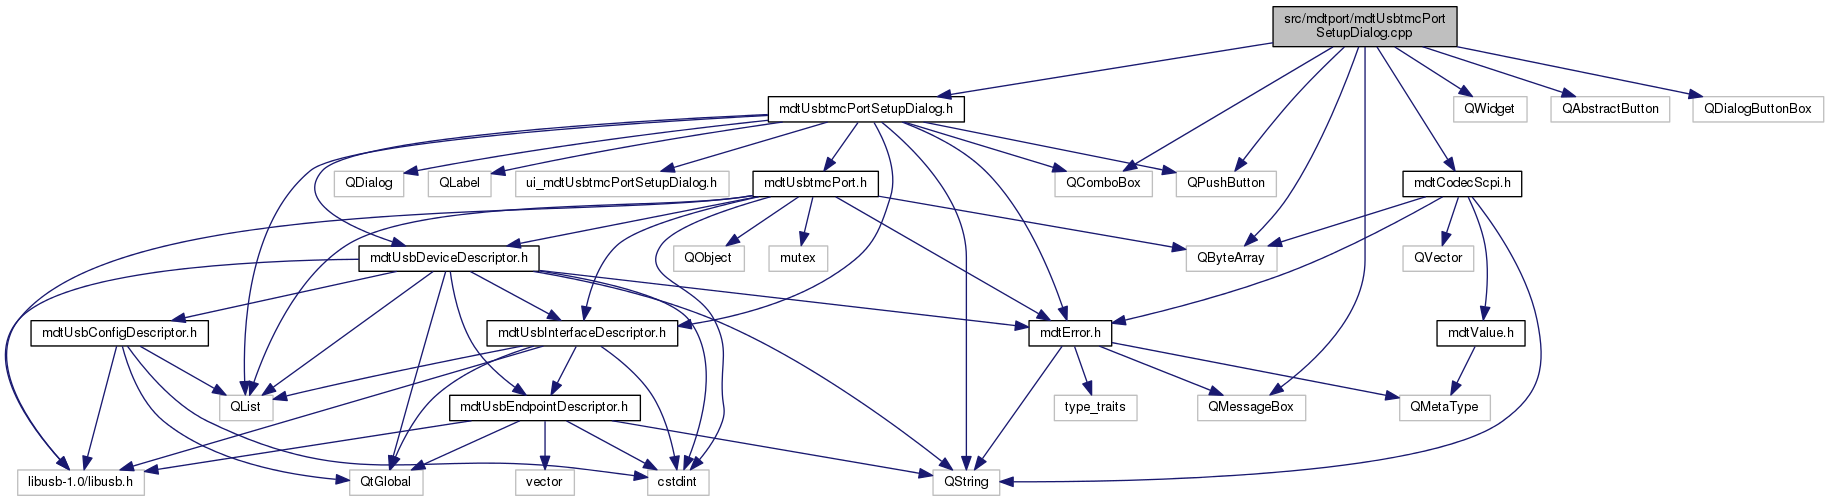 src/mdtport/mdtUsbtmcPort
SetupDialog.cpp
mdtUsbtmcPortSetupDialog.h
QWidget
QAbstractButton
QDialogButtonBox
QDialog
QLabel
ui_mdtUsbtmcPortSetupDialog.h
mdtUsbtmcPort.h
QComboBox
QPushButton
mdtCodecScpi.h
mdtUsbDeviceDescriptor.h
QObject
mutex
QByteArray
QVector
mdtUsbConfigDescriptor.h
mdtUsbInterfaceDescriptor.h
mdtError.h
mdtValue.h
QList
mdtUsbEndpointDescriptor.h
type_traits
QMessageBox
QMetaType
libusb-1.0/libusb.h
QtGlobal
vector
cstdint
QString